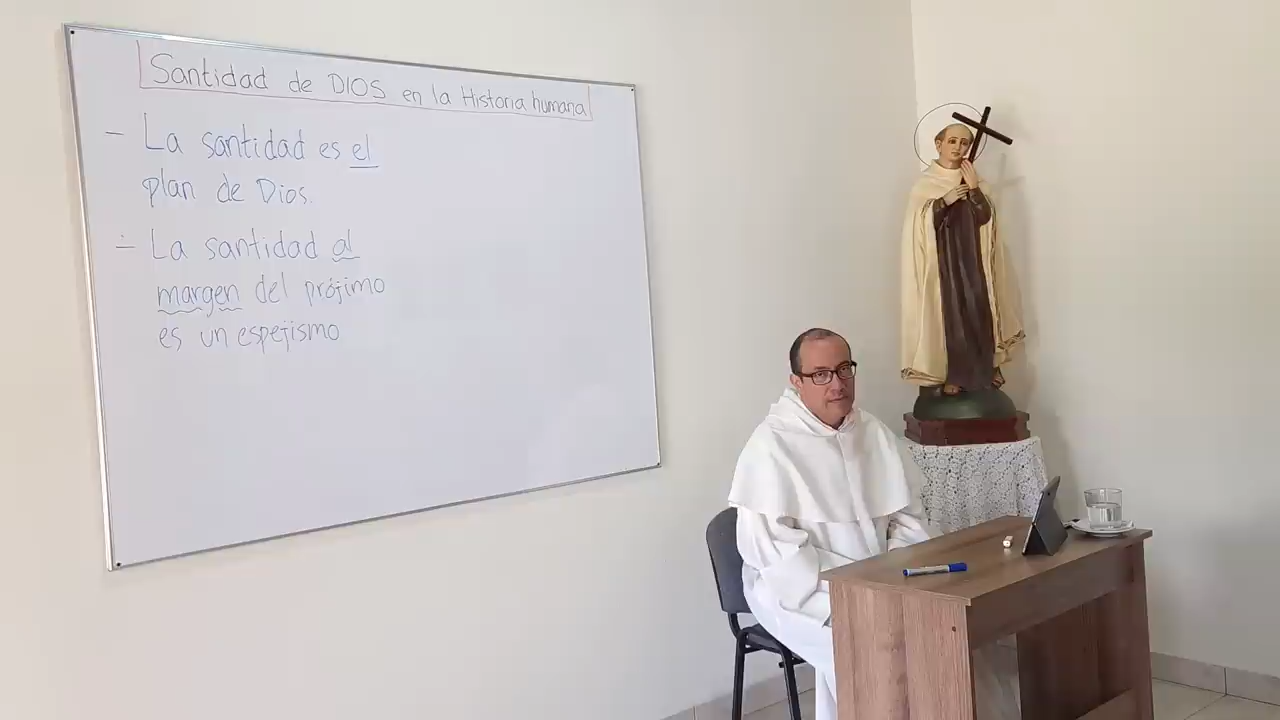 Santidad de DIOS en la Historia humana
- La santidad es el
plan de Dios.
- La santidad al
margen del prójimo
es un espejismo